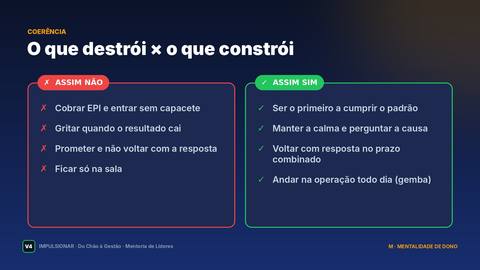 COERÊNCIA
O que destrói × o que constrói
✗ ASSIM NÃO
✗ Cobrar EPI e entrar sem capacete
✗ Gritar quando o resultado cai
✗ Prometer e não voltar com a resposta
✗ Ficar só na sala
✓ ASSIM SIM
✓ Ser o primeiro a cumprir o padrão
✓ Manter a calma e perguntar a causa
✓ Voltar com resposta no prazo
combinado
✓ Andar na operação todo dia (gemba)
V4 IMPULSIONAR · Do Chão à Gestão · Mentoria de Líderes
M · MENTALIDADE DE DONO